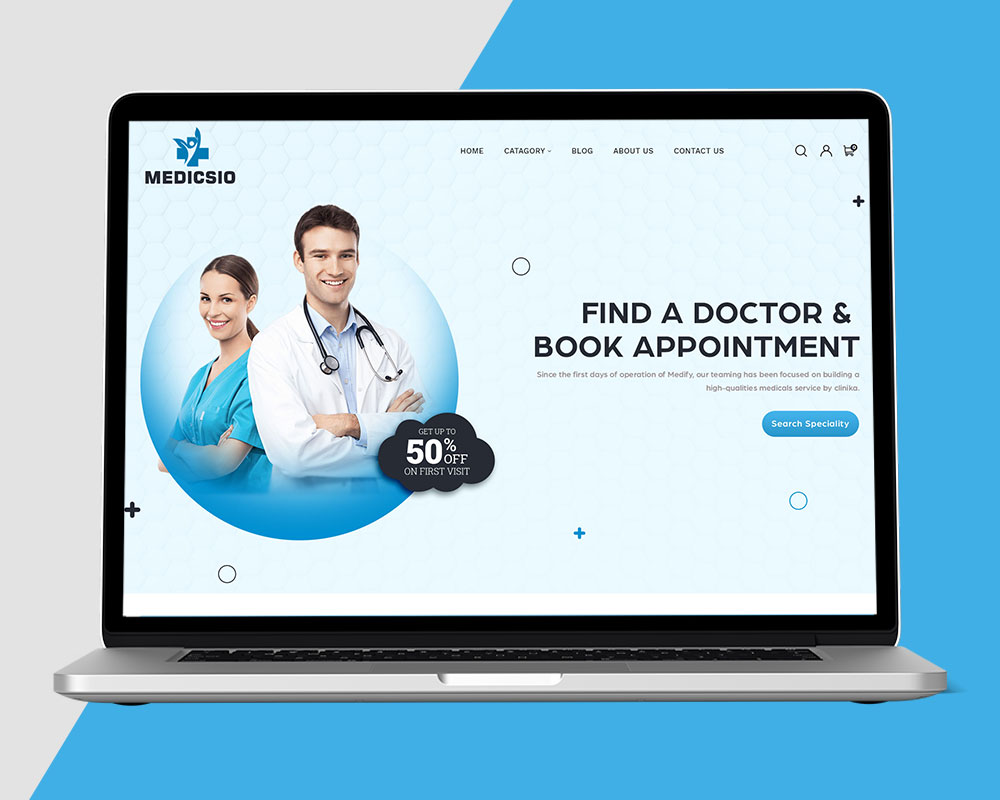 MEDICSIO
HOME CATAGORY BLOG ABOUT US CONTACT US
0
FIND A DOCTOR &
BOOK APPOINTMENT
Since the first days of operation of Medify, our teaming has been focused on building a
high-qualities medicals service by clinika.
Search Speciality
GET UP TO
50% OFF
ON FIRST VISIT